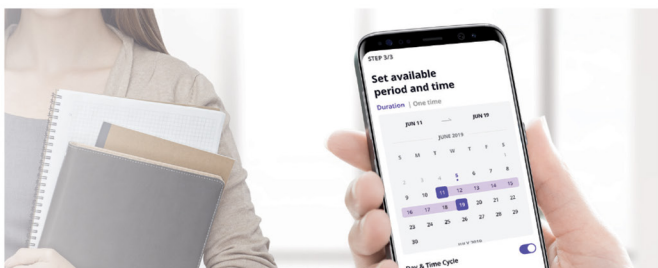 STEP 3/3
Set available
period and time
Duration | One time
JUN 11 → JUN 19
JUNE 2019
S M T W T F S
1
2 3 4 5 6 7 8
9 10 11 12 13 14 15
16 17 18 19 20 21 22
23 24 25 26 27 28 29
30
JULY 2019
Day & Time Cycle